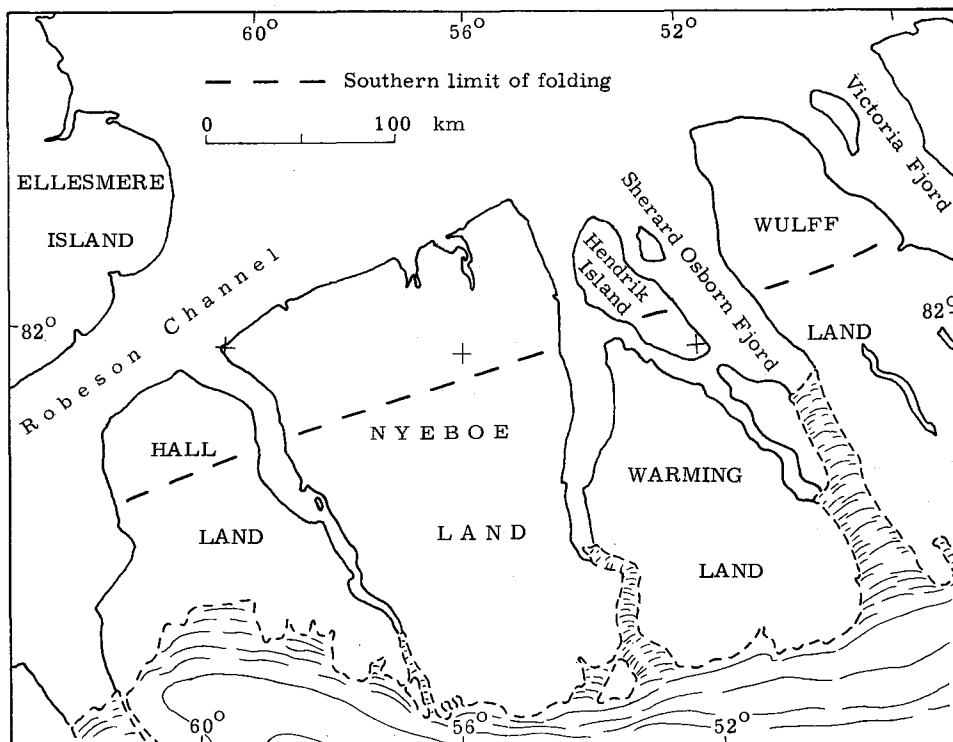 60°
56°
52°
Southern limit of folding
0
100 km
Victoria Fjord
ELLESMERE
ISLAND
Sherard Osborn Fjord
WULFF
Hendrik
Island
Robeson Channel
82°
82°
LAND
HALL
NYEBOE
WARMING
LAND
LAND
LAND
60°
56°
52°